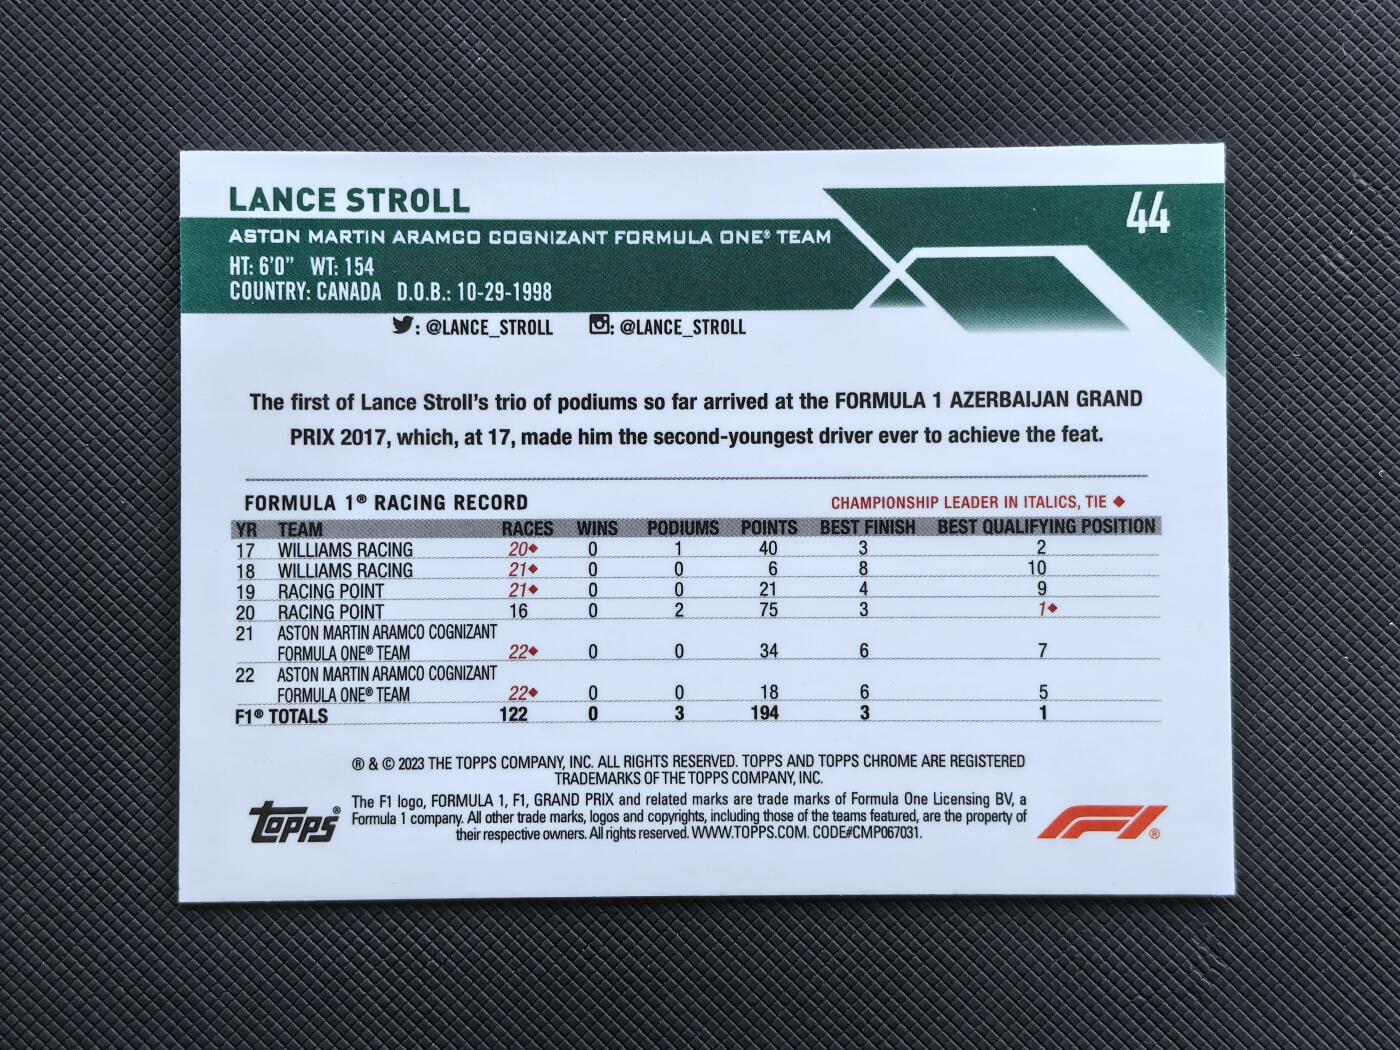 LANCE STROLL
44
ASTON MARTIN ARAMCO COGNIZANT FORMULA ONE® TEAM
HT: 6'0" WT: 154
COUNTRY: CANADA D.O.B.: 10-29-1998
: @LANCE_STROLL : @LANCE_STROLL
The first of Lance Stroll's trio of podiums so far arrived at the FORMULA 1 AZERBAIJAN GRAND
PRIX 2017, which, at 17, made him the second-youngest driver ever to achieve the feat.
FORMULA 1® RACING RECORD CHAMPIONSHIP LEADER IN ITALICS, TIE ◆
YR TEAM RACES WINS PODIUMS POINTS BEST FINISH BEST QUALIFYING POSITION
17 WILLIAMS RACING 20◆ 0 1 40 3 2
18 WILLIAMS RACING 21◆ 0 0 6 8 10
19 RACING POINT 21◆ 0 0 21 4 9
20 RACING POINT 16 0 2 75 3 1◆
21 ASTON MARTIN ARAMCO COGNIZANT
FORMULA ONE® TEAM 22◆ 0 0 34 6 7
22 ASTON MARTIN ARAMCO COGNIZANT
FORMULA ONE® TEAM 22◆ 0 0 18 6 5
F1® TOTALS 122 0 3 194 3 1
® & © 2023 THE TOPPS COMPANY, INC. ALL RIGHTS RESERVED. TOPPS AND TOPPS CHROME ARE REGISTERED
TRADEMARKS OF THE TOPPS COMPANY, INC.
The F1 logo, FORMULA 1, F1, GRAND PRIX and related marks are trade marks of Formula One Licensing BV, a
Formula 1 company. All other trade marks, logos and copyrights, including those of the teams featured, are the property of
their respective owners. All rights reserved. WWW.TOPPS.COM. CODE#CMP067031.
Topps®
F1®